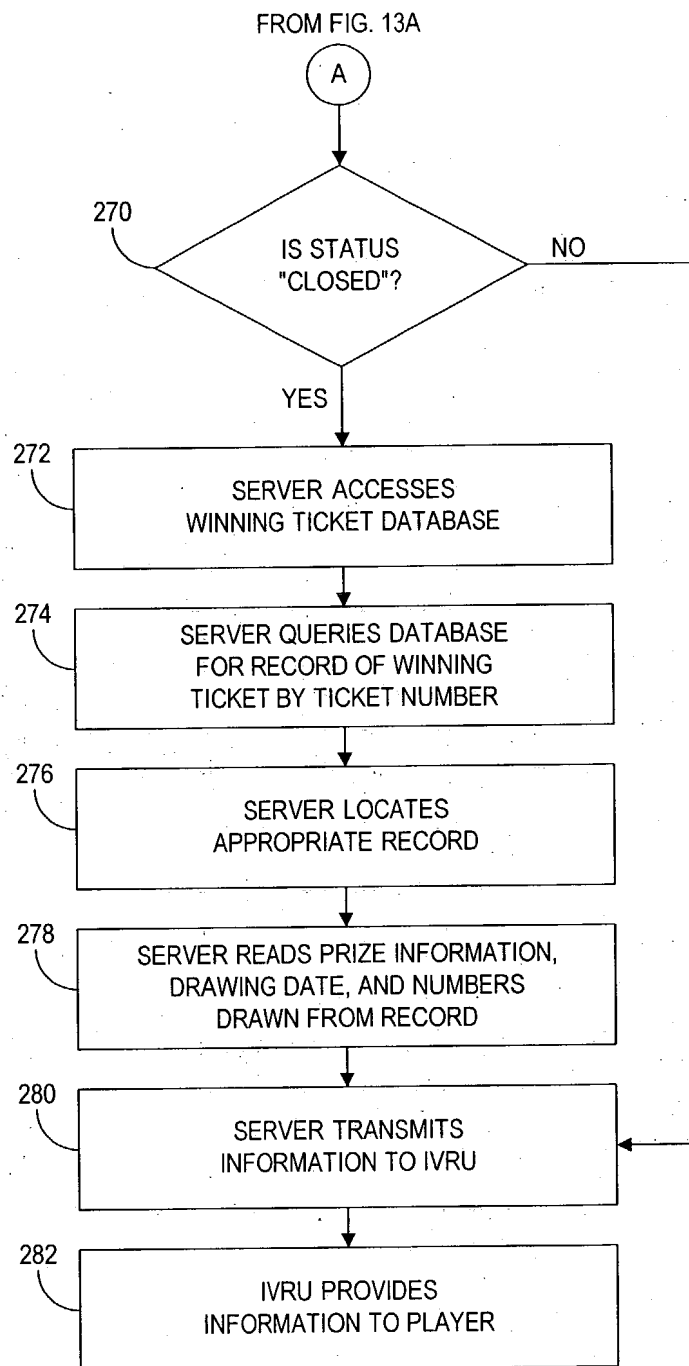 FROM FIG. 13A
A
270
IS STATUS
"CLOSED"?
NO
YES
272
SERVER ACCESSES
WINNING TICKET DATABASE
274
SERVER QUERIES DATABASE
FOR RECORD OF WINNING
TICKET BY TICKET NUMBER
276
SERVER LOCATES
APPROPRIATE RECORD
278
SERVER READS PRIZE INFORMATION,
DRAWING DATE, AND NUMBERS
DRAWN FROM RECORD
280
SERVER TRANSMITS
INFORMATION TO IVRU
282
IVRU PROVIDES
INFORMATION TO PLAYER